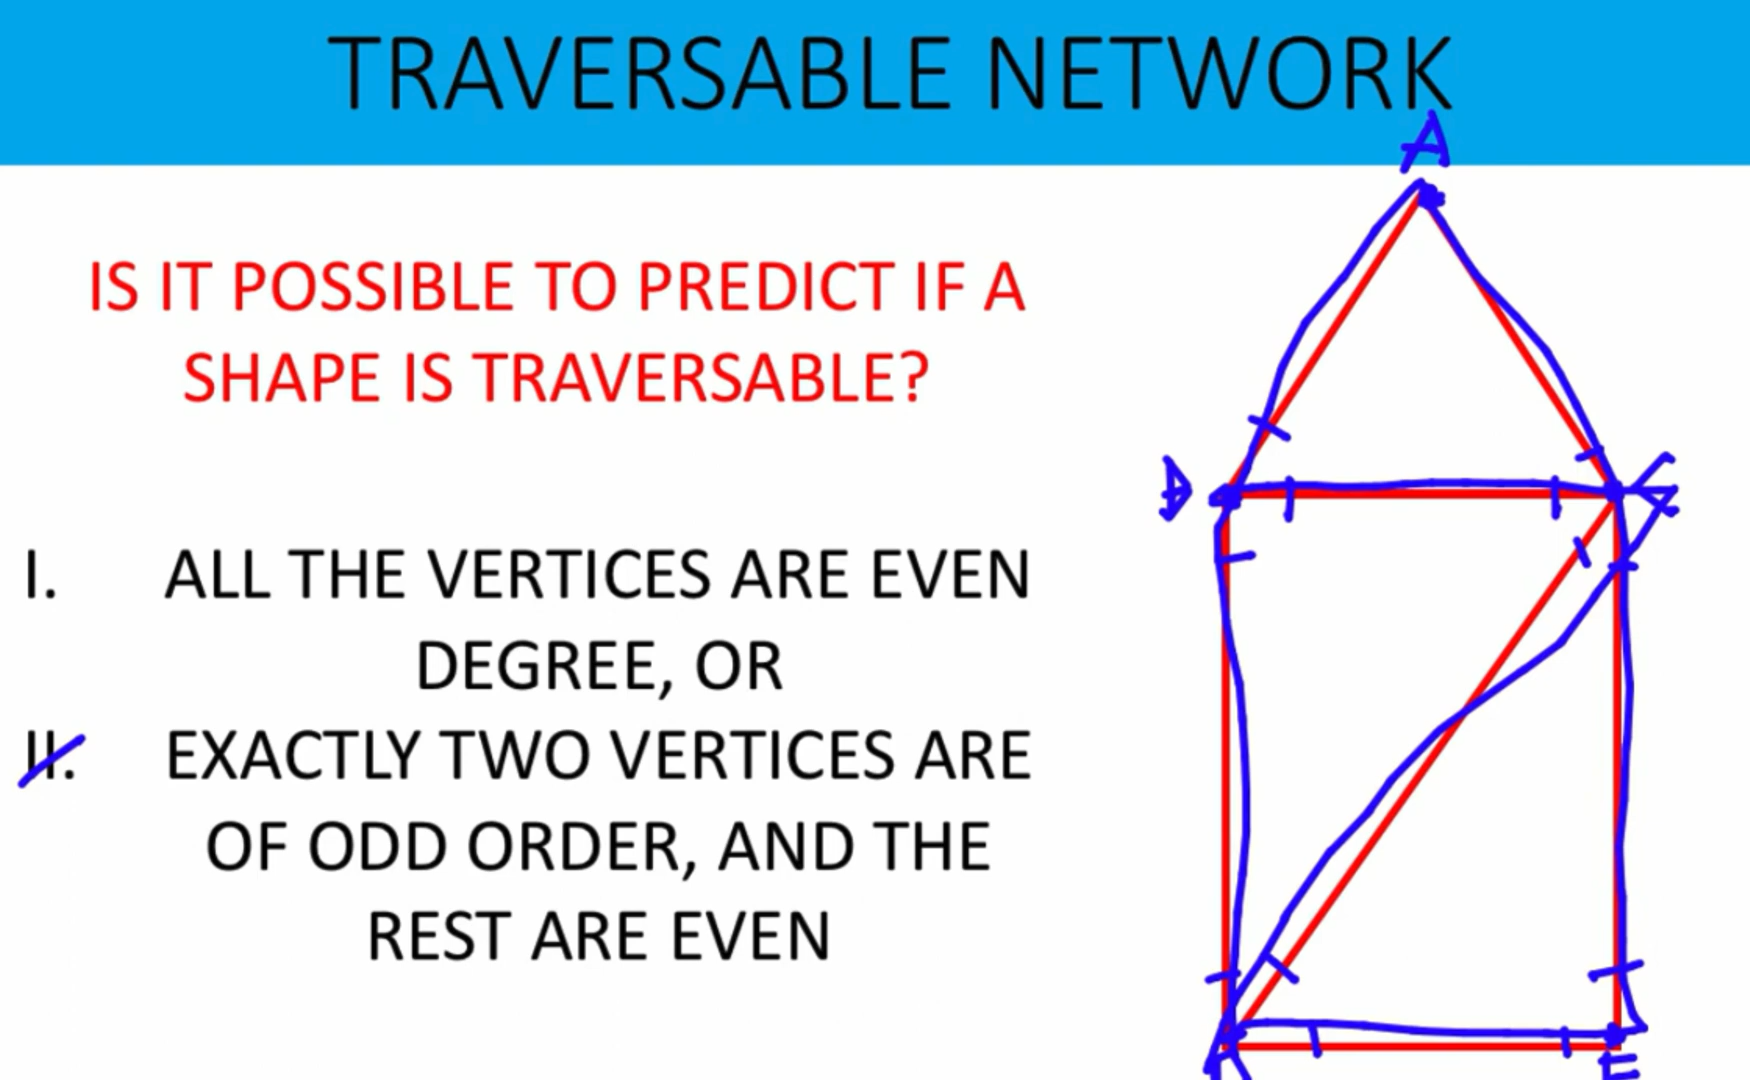 TRAVERSABLE NETWORK
A
IS IT POSSIBLE TO PREDICT IF A
SHAPE IS TRAVERSABLE?
I. ALL THE VERTICES ARE EVEN
DEGREE, OR
II. EXACTLY TWO VERTICES ARE
OF ODD ORDER, AND THE
REST ARE EVEN
E